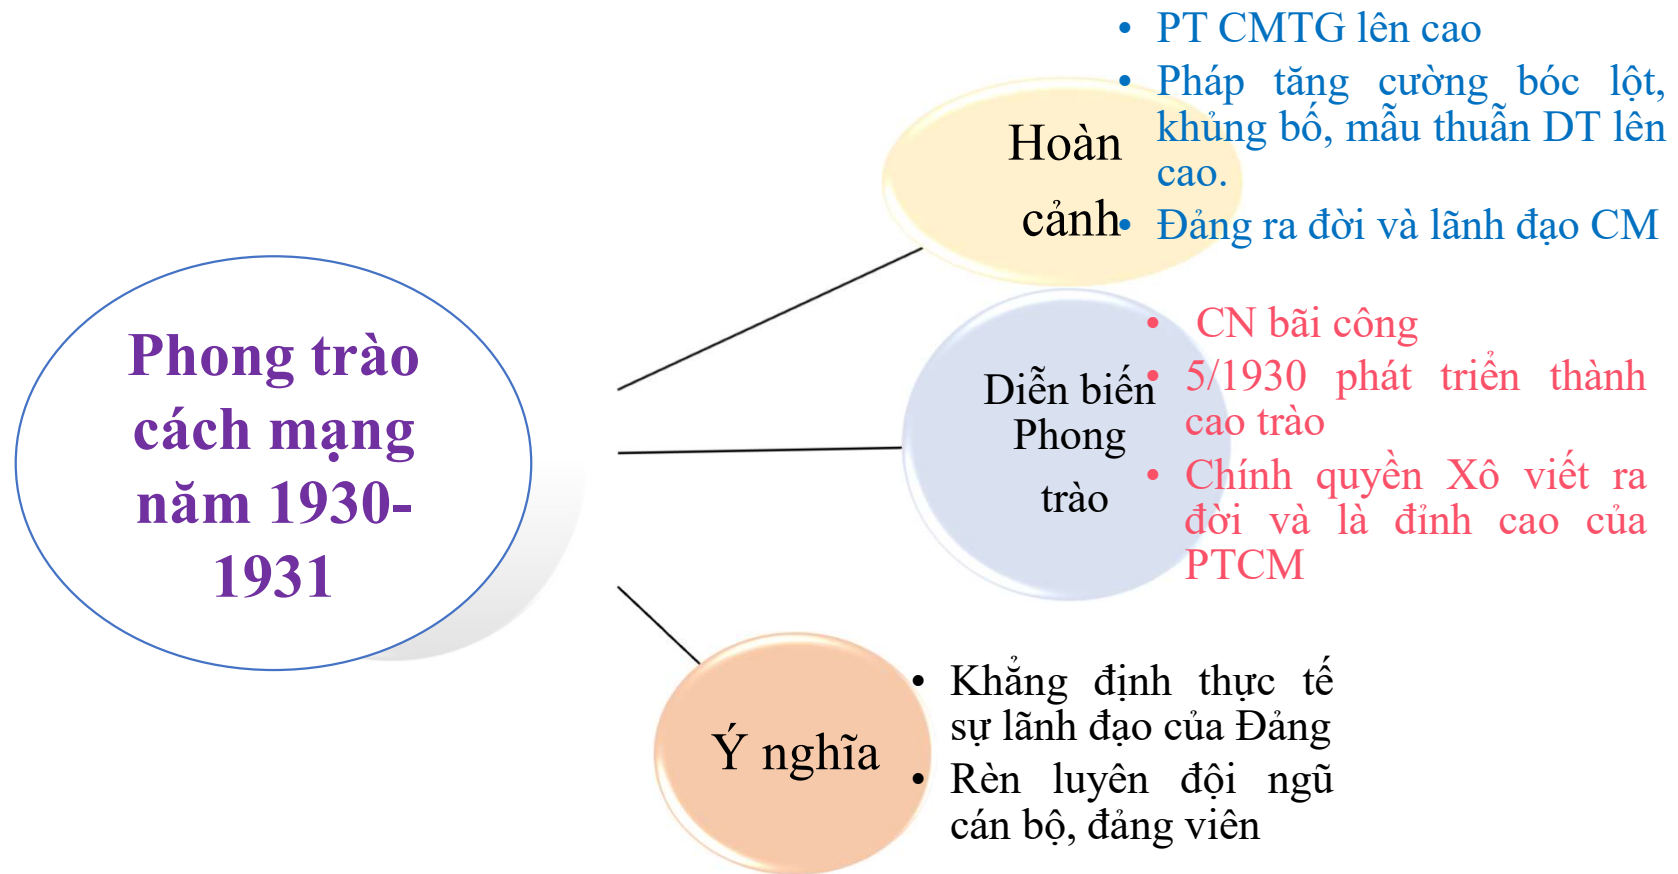 Phong trào
cách mạng
năm 1930-
1931
Hoàn
cảnh
• PT CMTG lên cao
• Pháp tăng cường bóc lột,
khủng bố, mẫu thuẫn DT lên
cao.
• Đảng ra đời và lãnh đạo CM
Diễn biến
Phong
trào
• CN bãi công
• 5/1930 phát triển thành
cao trào
• Chính quyền Xô viết ra
đời và là đỉnh cao của
PTCM
Ý nghĩa
• Khẳng định thực tế
sự lãnh đạo của Đảng
• Rèn luyên đội ngũ
cán bộ, đảng viên